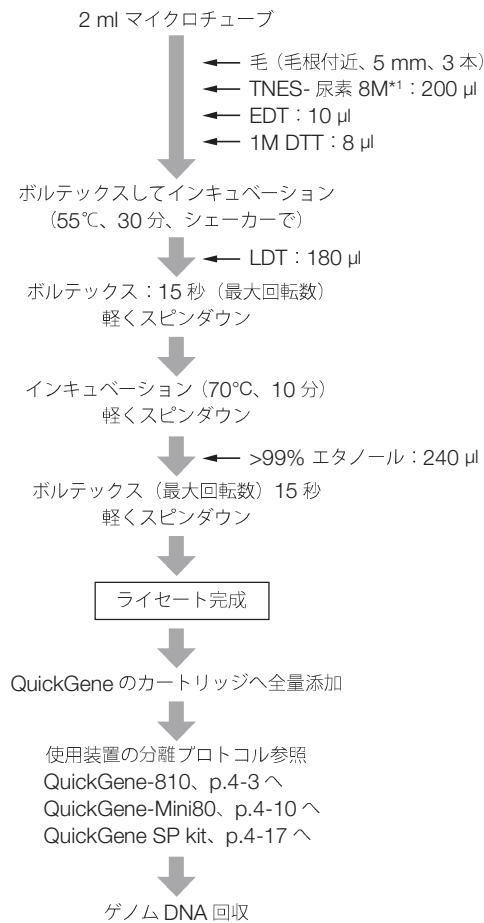 2 ml マイクロチューブ
毛（毛根付近、5 mm、3 本）
TNES- 尿素 8M*¹：200 μl
EDT：10 μl
1M DTT：8 μl
ボルテックスしてインキュベーション
（55℃、30 分、シェーカーで）
LDT：180 μl
ボルテックス：15 秒（最大回転数）
軽くスピンダウン
インキュベーション（70℃、10 分）
軽くスピンダウン
>99% エタノール：240 μl
ボルテックス（最大回転数）15 秒
軽くスピンダウン
ライセート完成
QuickGene のカートリッジへ全量添加
使用装置の分離プロトコル参照
QuickGene-810、p.4-3 へ
QuickGene-Mini80、p.4-10 へ
QuickGene SP kit、p.4-17 へ
ゲノム DNA 回収